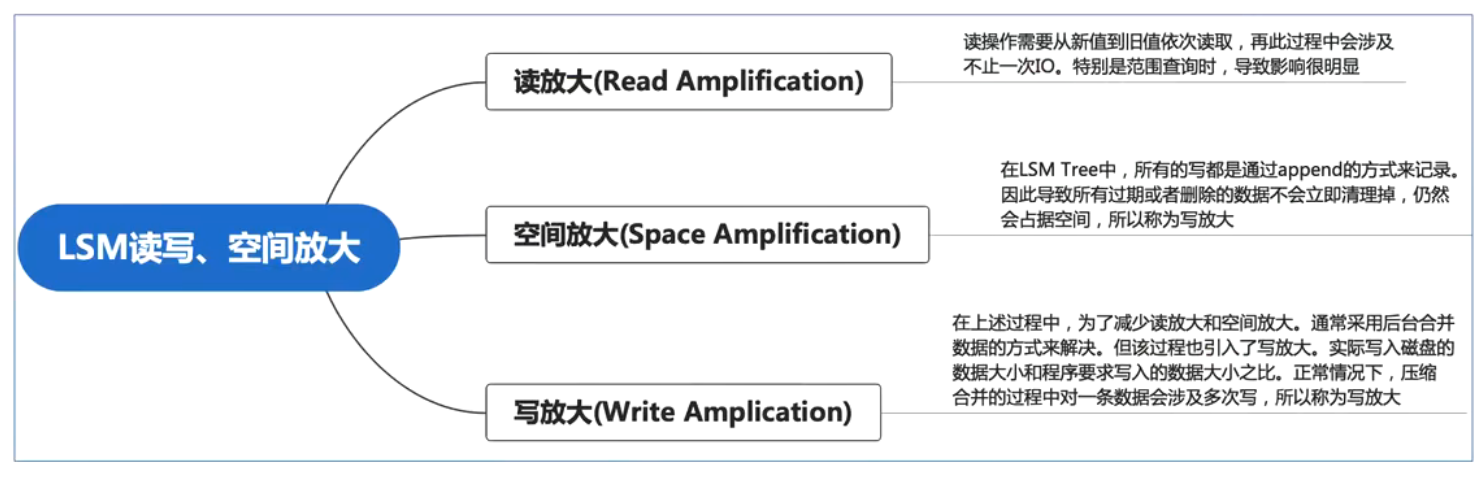 LSM读写、空间放大
读放大(Read Amplification)
读操作需要从新值到旧值依次读取，再此过程中会涉及
不止一次IO。特别是范围查询时，导致影响很明显
空间放大(Space Amplification)
在LSM Tree中，所有的写都是通过append的方式来记录。
因此导致所有过期或者删除的数据不会立即清理掉，仍然
会占据空间，所以称为写放大
写放大(Write Amplication)
在上述过程中，为了减少读放大和空间放大。通常采用后台合并
数据的方式来解决。但该过程也引入了写放大。实际写入磁盘的
数据大小和程序要求写入的数据大小之比。正常情况下，压缩
合并的过程中对一条数据会涉及多次写，所以称为写放大